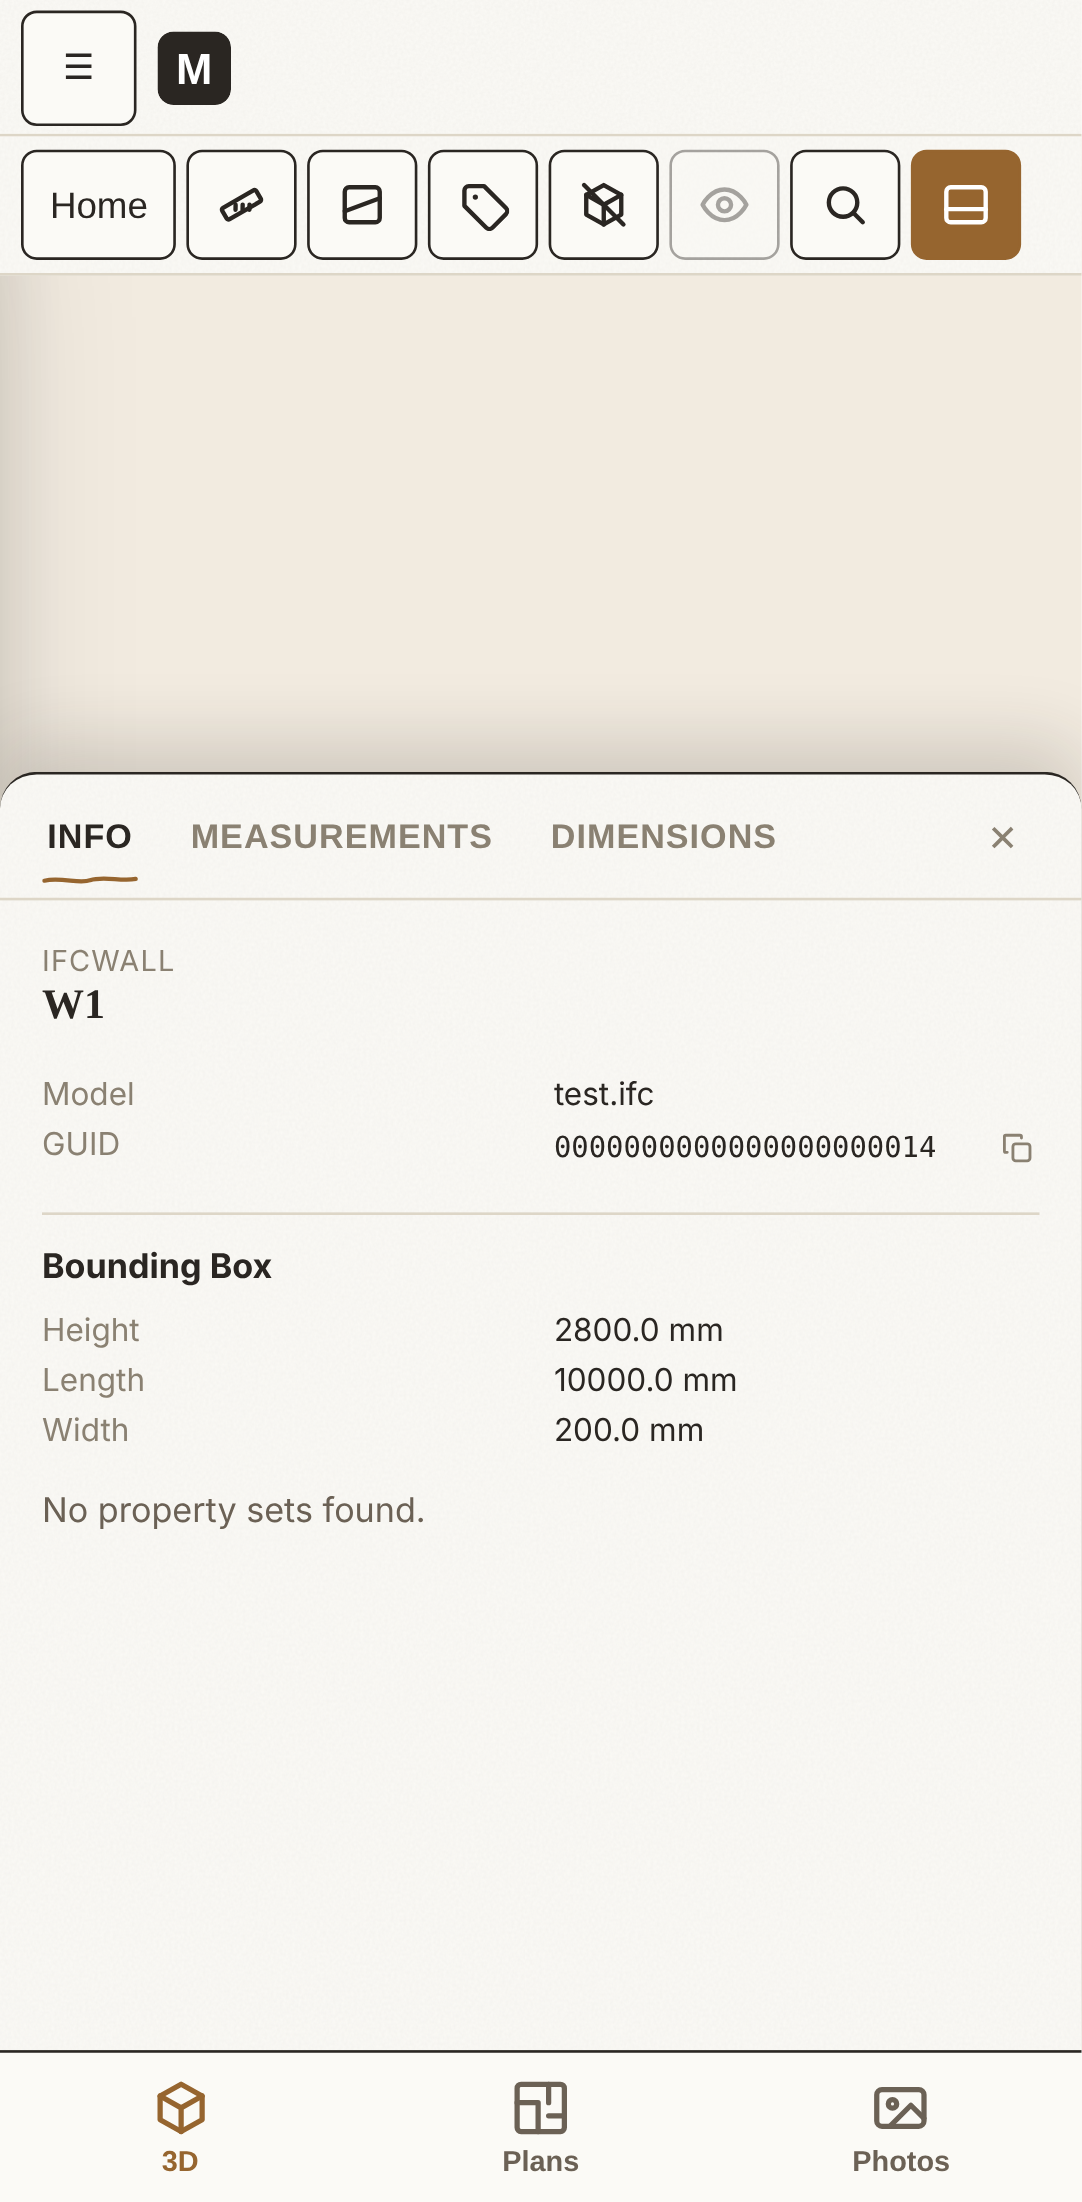 ☰ M
Home
INFO MEASUREMENTS DIMENSIONS ×
IFCWALL
W1
Model test.ifc
GUID 0000000000000000000014
Bounding Box
Height 2800.0 mm
Length 10000.0 mm
Width 200.0 mm
No property sets found.
3D Plans Photos